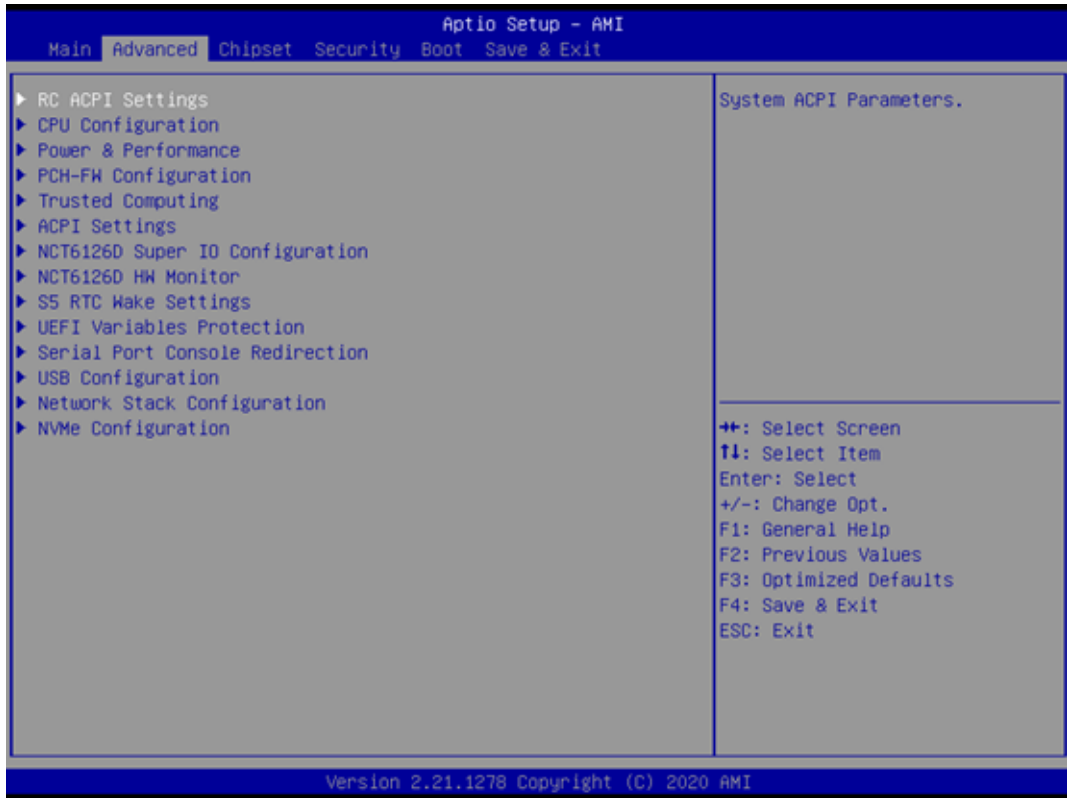 Aptio Setup - AMI
Main Advanced Chipset Security Boot Save & Exit
▶ RC ACPI Settings
▶ CPU Configuration
▶ Power & Performance
▶ PCH-FW Configuration
▶ Trusted Computing
▶ ACPI Settings
▶ NCT6126D Super IO Configuration
▶ NCT6126D HW Monitor
▶ S5 RTC Wake Settings
▶ UEFI Variables Protection
▶ Serial Port Console Redirection
▶ USB Configuration
▶ Network Stack Configuration
▶ NVMe Configuration
System ACPI Parameters.
→←: Select Screen
↑↓: Select Item
Enter: Select
+/-: Change Opt.
F1: General Help
F2: Previous Values
F3: Optimized Defaults
F4: Save & Exit
ESC: Exit
Version 2.21.1278 Copyright (C) 2020 AMI